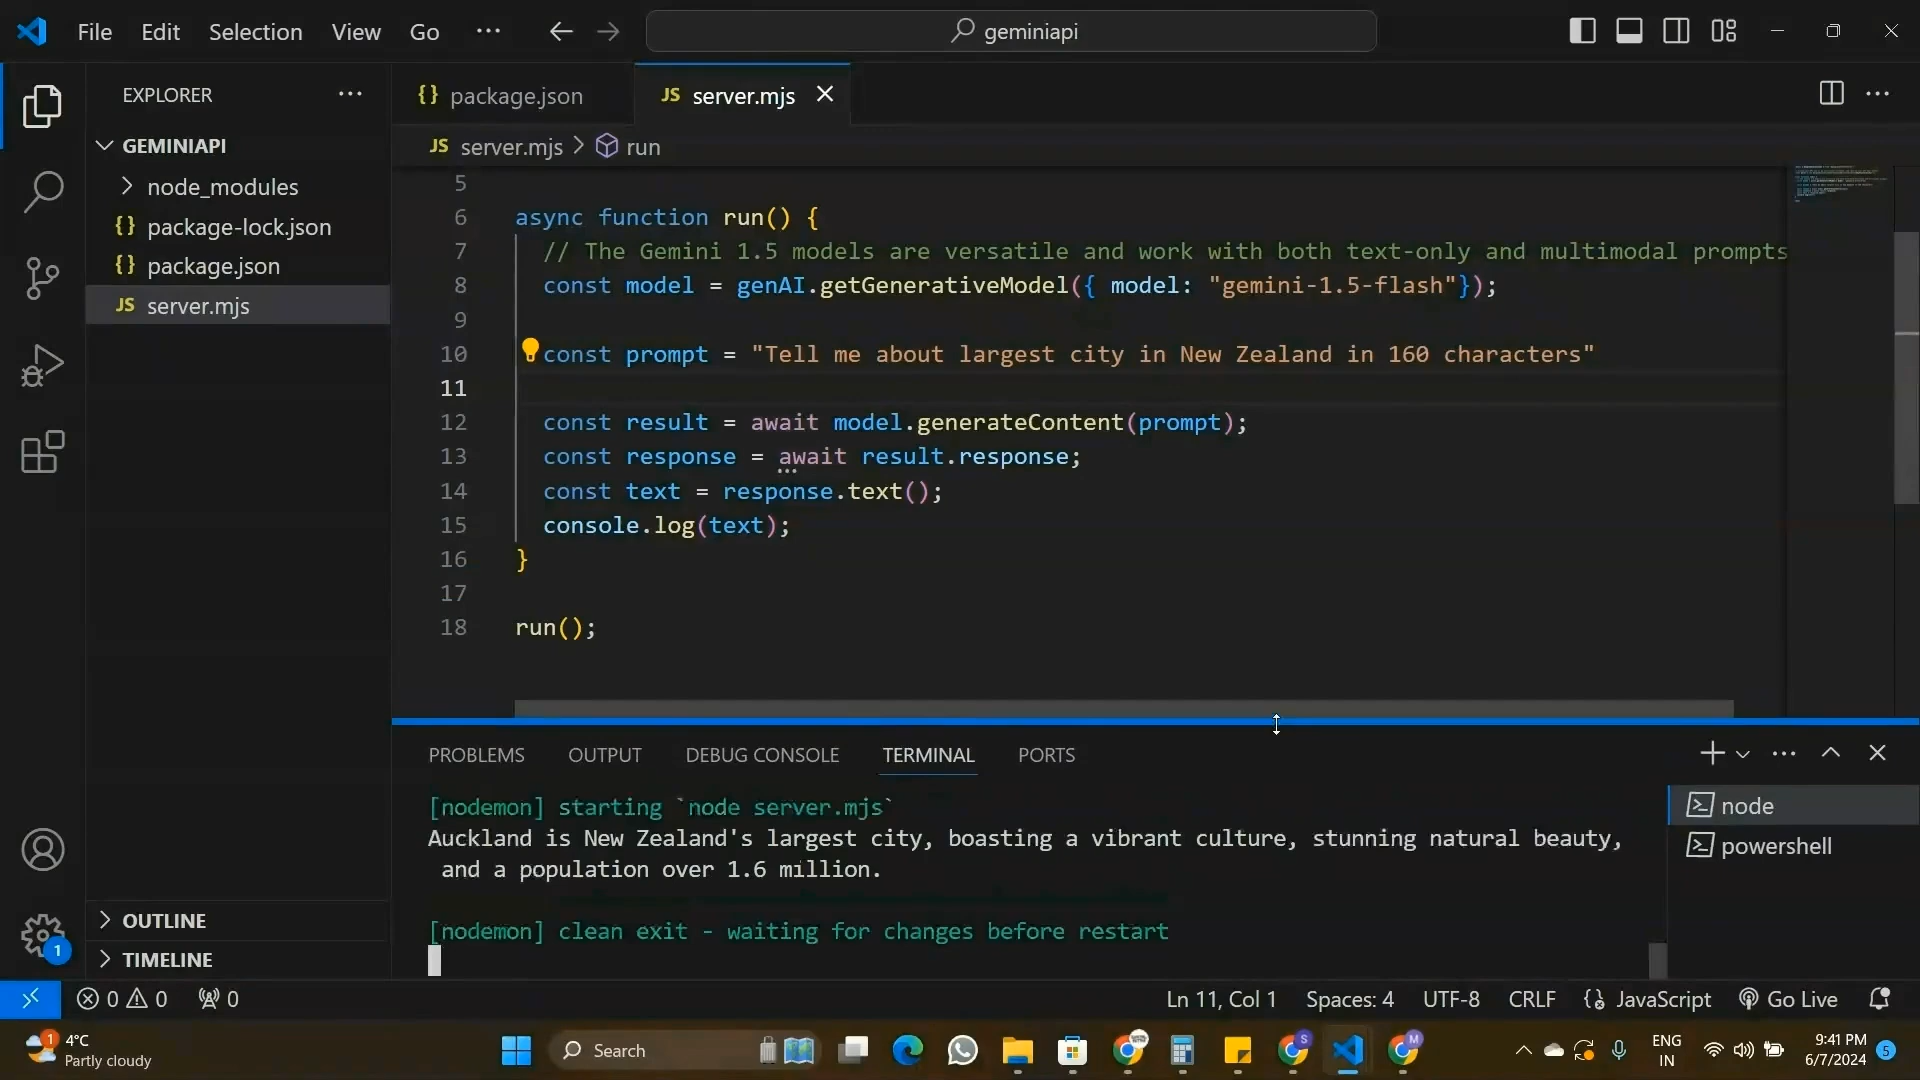 File Edit Selection View Go ··· geminiapi
EXPLORER ···
{} package.json
JS server.mjs
GEMINIAPI
JS server.mjs > run
node_modules
{} package-lock.json
{} package.json
JS server.mjs
5
6 async function run() {
7 // The Gemini 1.5 models are versatile and work with both text-only and multimodal prompts
8 const model = genAI.getGenerativeModel({ model: "gemini-1.5-flash"});
9
10 const prompt = "Tell me about largest city in New Zealand in 160 characters"
11
12 const result = await model.generateContent(prompt);
13 const response = await result.response;
14 const text = response.text();
15 console.log(text);
16 }
17
18 run();
PROBLEMS OUTPUT DEBUG CONSOLE TERMINAL PORTS
[nodemon] starting `node server.mjs`
Auckland is New Zealand's largest city, boasting a vibrant culture, stunning natural beauty,
and a population over 1.6 million.
[nodemon] clean exit - waiting for changes before restart
node
powershell
OUTLINE
TIMELINE
1
0 0 0
Ln 11, Col 1 Spaces: 4 UTF-8 CRLF {} JavaScript Go Live
1
4°C
Partly cloudy
Search
S
M
ENG
IN
9:41 PM
6/7/2024
5